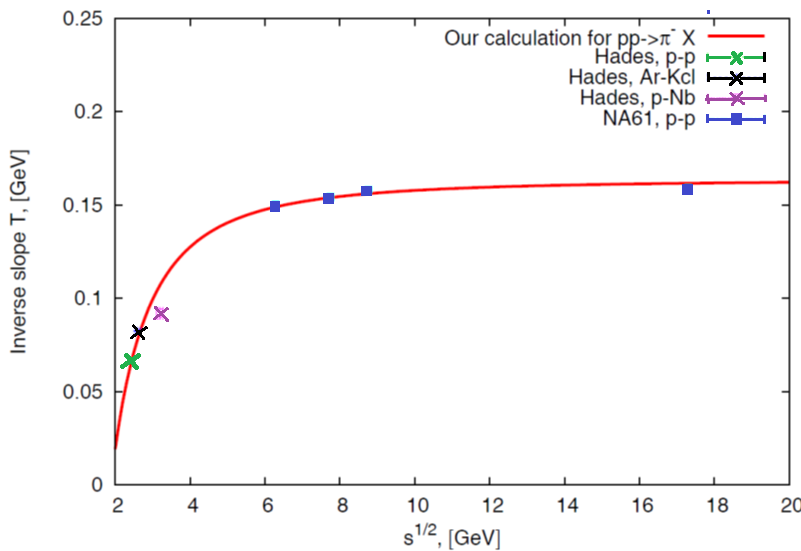 0.25
0.2
0.15
0.1
0.05
0
Inverse slope T, [GeV]
Our calculation for pp->π⁻ X
Hades, p-p
Hades, Ar-Kcl
Hades, p-Nb
NA61, p-p
2 4 6 8 10 12 14 16 18 20
s^1/2, [GeV]